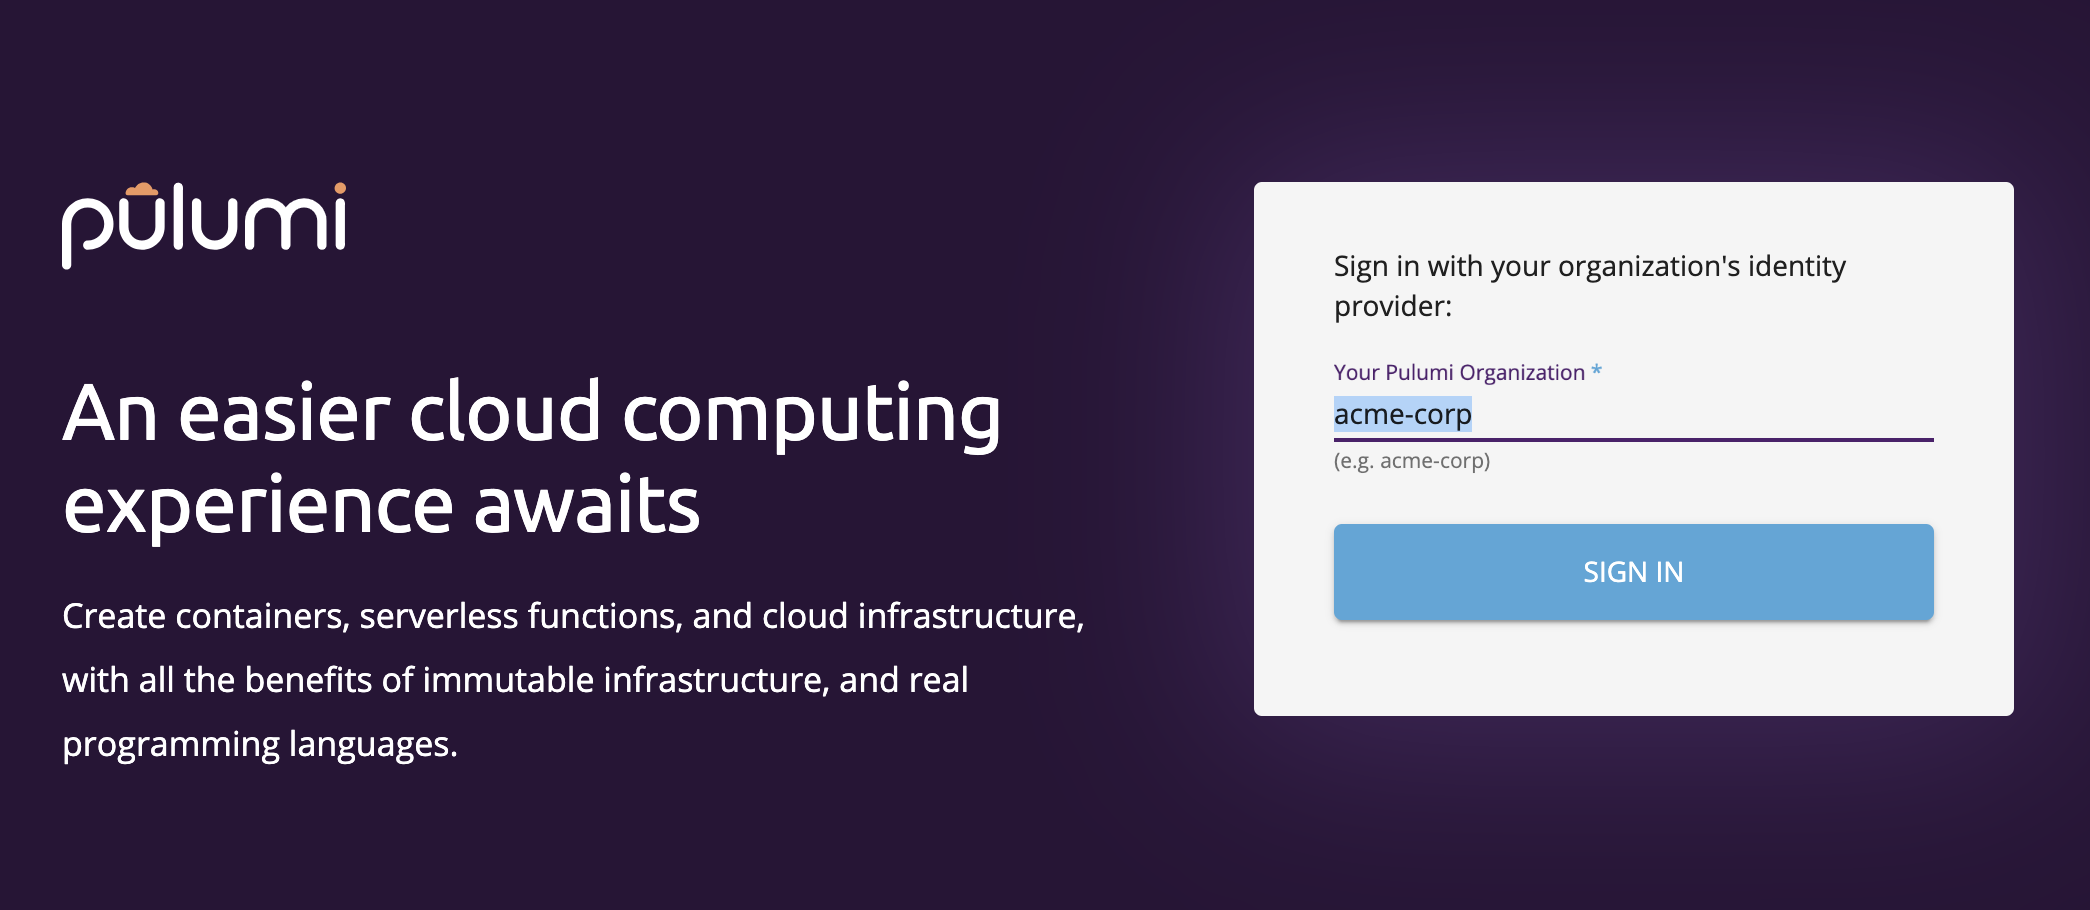 pulumi
An easier cloud computing
experience awaits
Create containers, serverless functions, and cloud infrastructure,
with all the benefits of immutable infrastructure, and real
programming languages.
Sign in with your organization's identity
provider:
Your Pulumi Organization *
acme-corp
(e.g. acme-corp)
SIGN IN